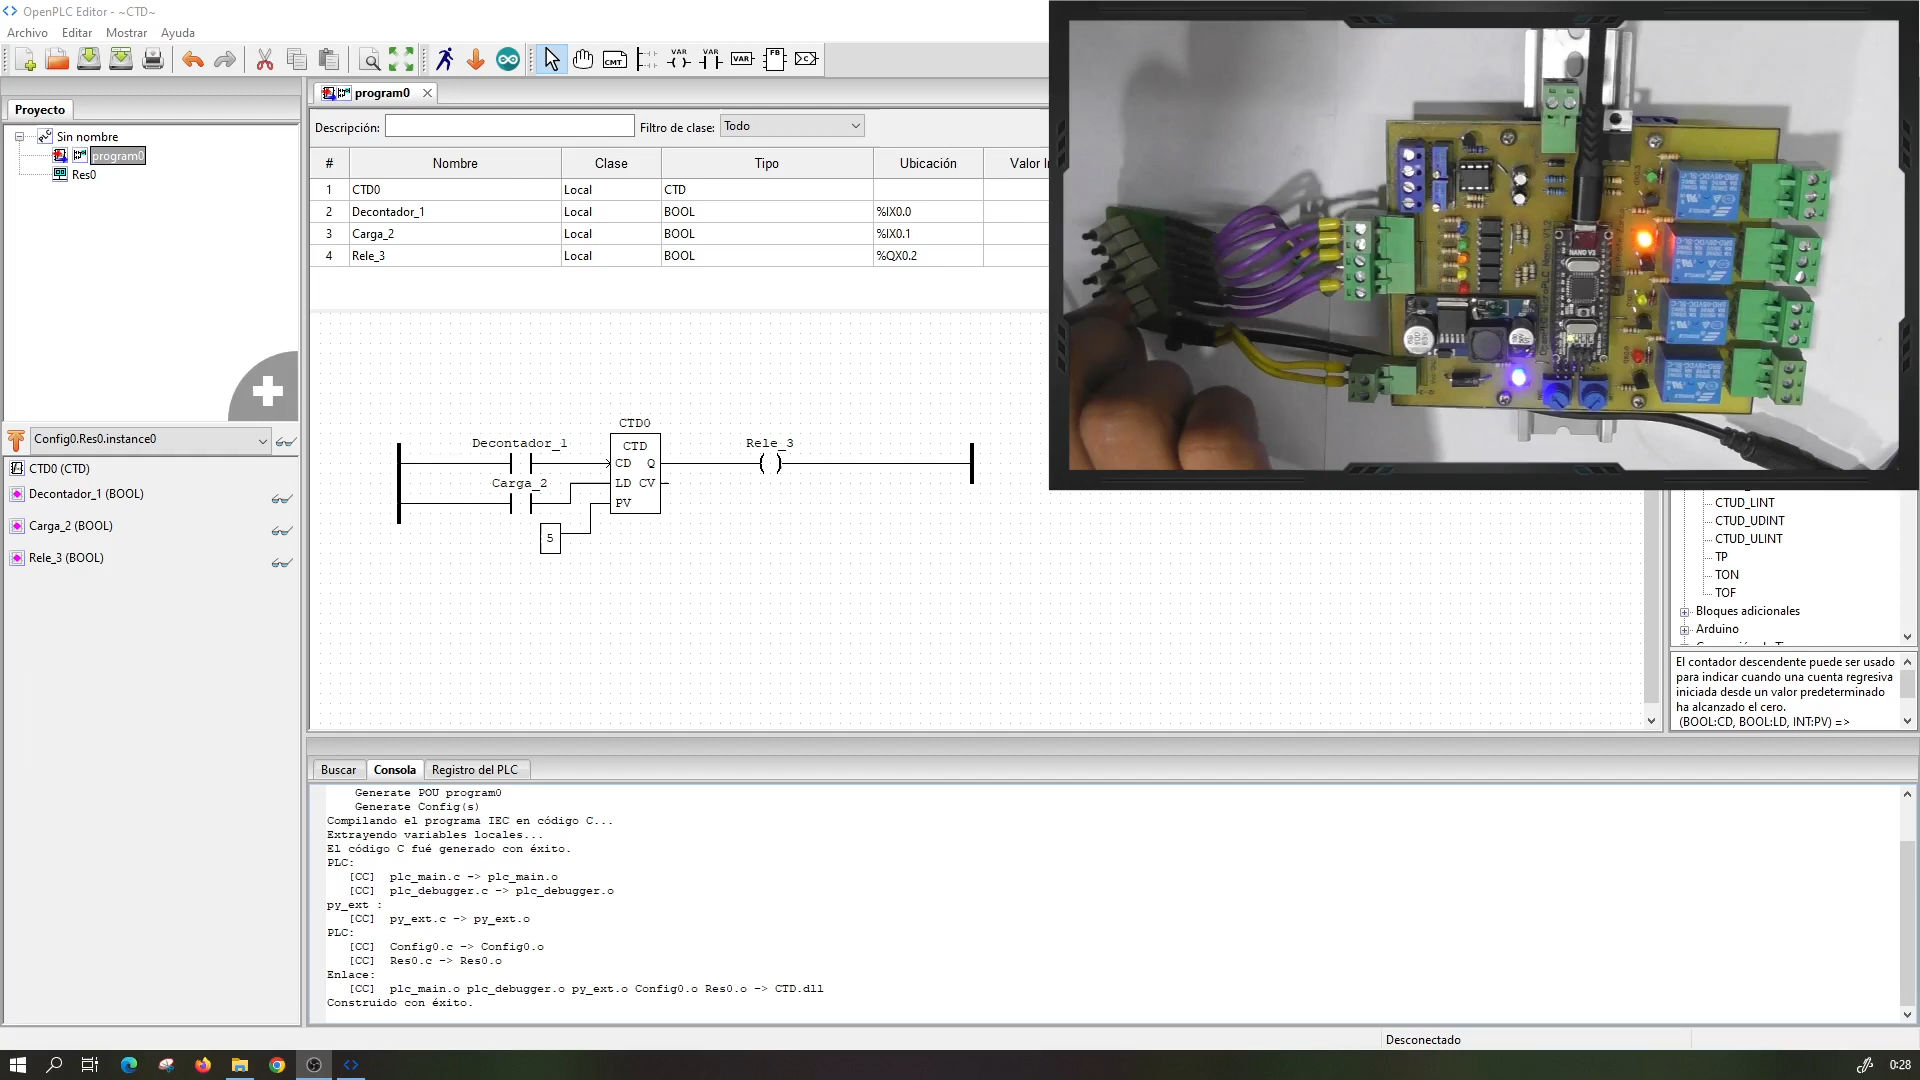 OpenPLC Editor - ~CTD~
Archivo Editar Mostrar Ayuda
Proyecto
Sin nombre
program0
Res0
Config0.Res0.instance0
CTD0 (CTD)
Decontador_1 (BOOL)
Carga_2 (BOOL)
Rele_3 (BOOL)
CMT
VAR
VAR
VAR
FB
>C>
program0
Descripción:
Filtro de clase: Todo
# Nombre Clase Tipo Ubicación Valor I
1 CTD0 Local CTD
2 Decontador_1 Local BOOL %IX0.0
3 Carga_2 Local BOOL %IX0.1
4 Rele_3 Local BOOL %QX0.2
CTD0
Decontador_1 CTD Rele_3
CD Q
Carga_2 LD CV
PV
5
NANO V3
CTUD_LINT
CTUD_UDINT
CTUD_ULINT
TP
TON
TOF
Bloques adicionales
Arduino
El contador descendente puede ser usado
para indicar cuando una cuenta regresiva
iniciada desde un valor predeterminado
ha alcanzado el cero.
(BOOL:CD, BOOL:LD, INT:PV) =>
Buscar Consola Registro del PLC
Generate POU program0
Generate Config(s)
Compilando el programa IEC en código C...
Extrayendo variables locales...
El código C fué generado con éxito.
PLC:
[CC] plc_main.c -> plc_main.o
[CC] plc_debugger.c -> plc_debugger.o
py_ext :
[CC] py_ext.c -> py_ext.o
PLC:
[CC] Config0.c -> Config0.o
[CC] Res0.c -> Res0.o
Enlace:
[CC] plc_main.o plc_debugger.o py_ext.o Config0.o Res0.o -> CTD.dll
Construido con éxito.
Desconectado
0:28